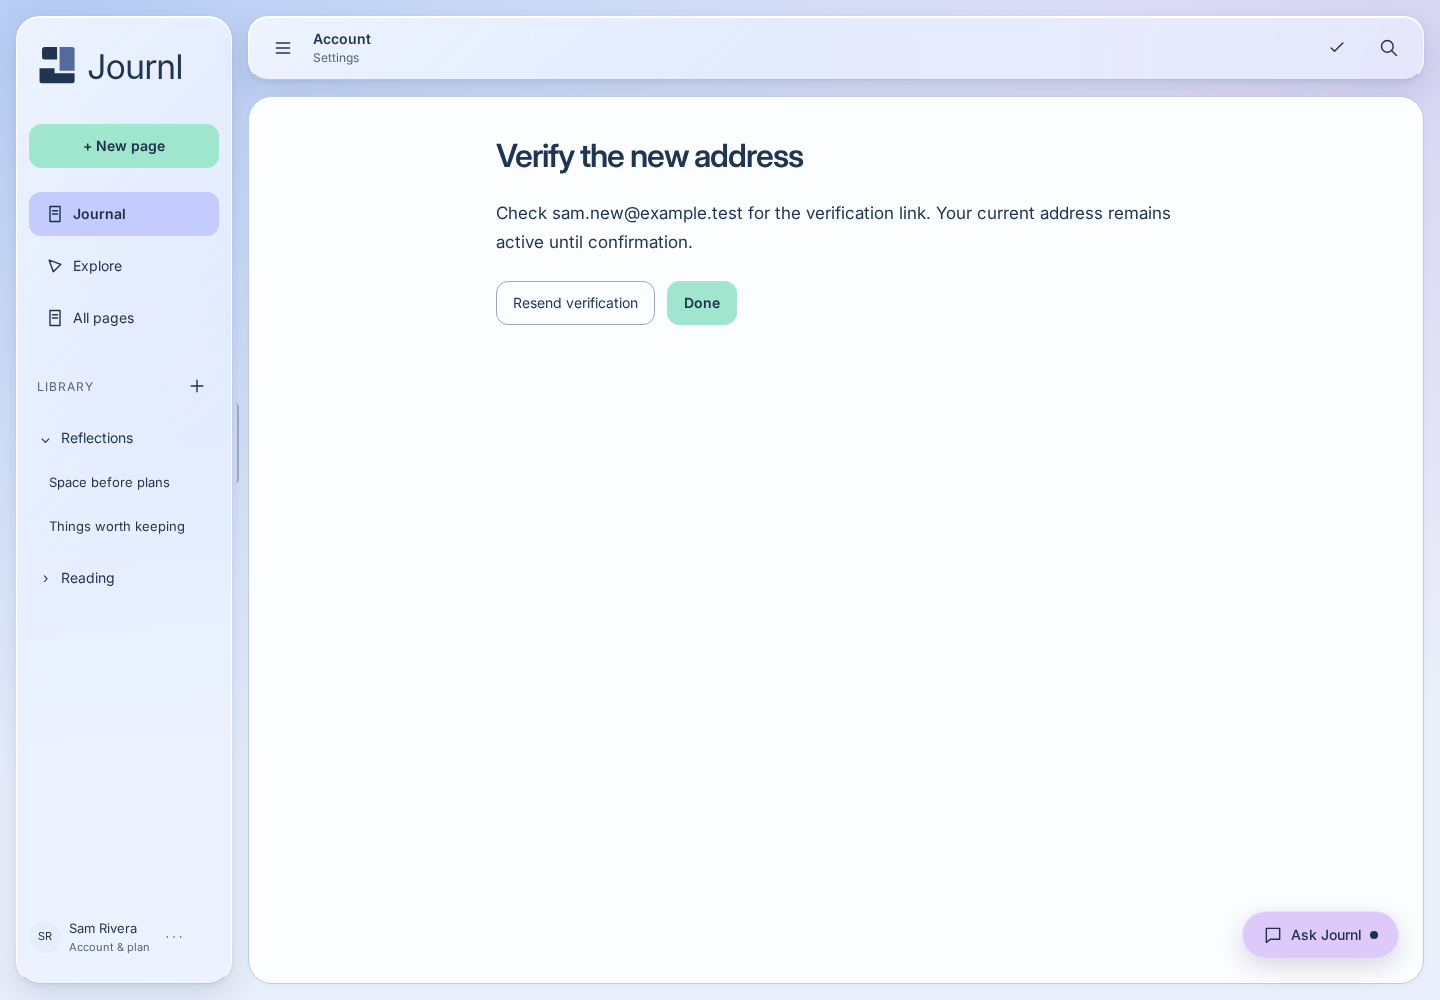 Journl
+ New page
Journal
Explore
All pages
LIBRARY
Reflections
Space before plans
Things worth keeping
Reading
SR
Sam Rivera
Account & plan
Account
Settings
Verify the new address
Check sam.new@example.test for the verification link. Your current address remains
active until confirmation.
Resend verification
Done
Ask Journl